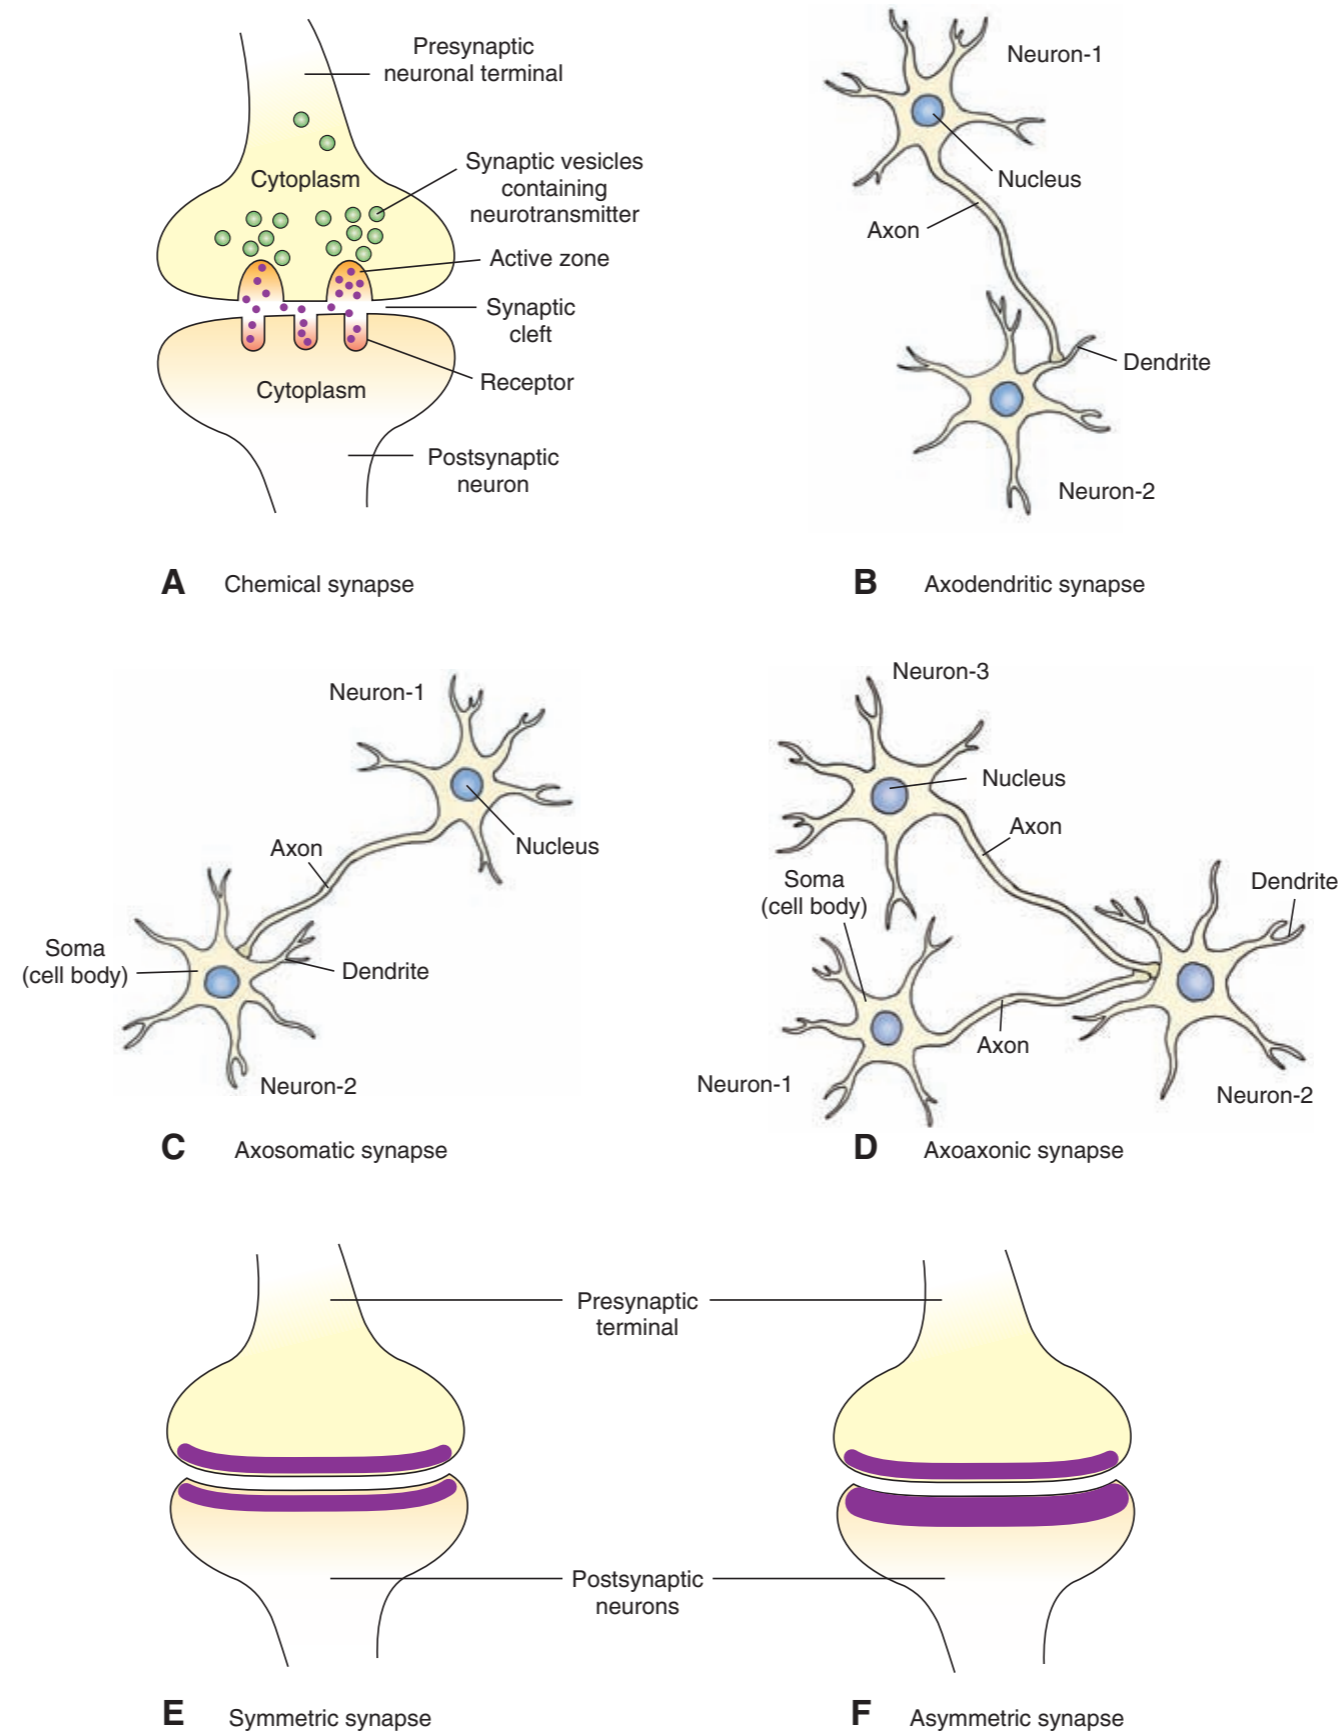 Presynaptic
neuronal terminal
Cytoplasm
Synaptic vesicles
containing
neurotransmitter
Active zone
Synaptic
cleft
Receptor
Cytoplasm
Postsynaptic
neuron
A Chemical synapse
Neuron-1
Nucleus
Axon
Dendrite
Neuron-2
B Axodendritic synapse
Neuron-1
Nucleus
Axon
Soma
(cell body)
Dendrite
Neuron-2
C Axosomatic synapse
Neuron-3
Nucleus
Axon
Soma
(cell body)
Dendrite
Axon
Neuron-1
Neuron-2
D Axoaxonic synapse
Presynaptic
terminal
Postsynaptic
neurons
E Symmetric synapse
F Asymmetric synapse